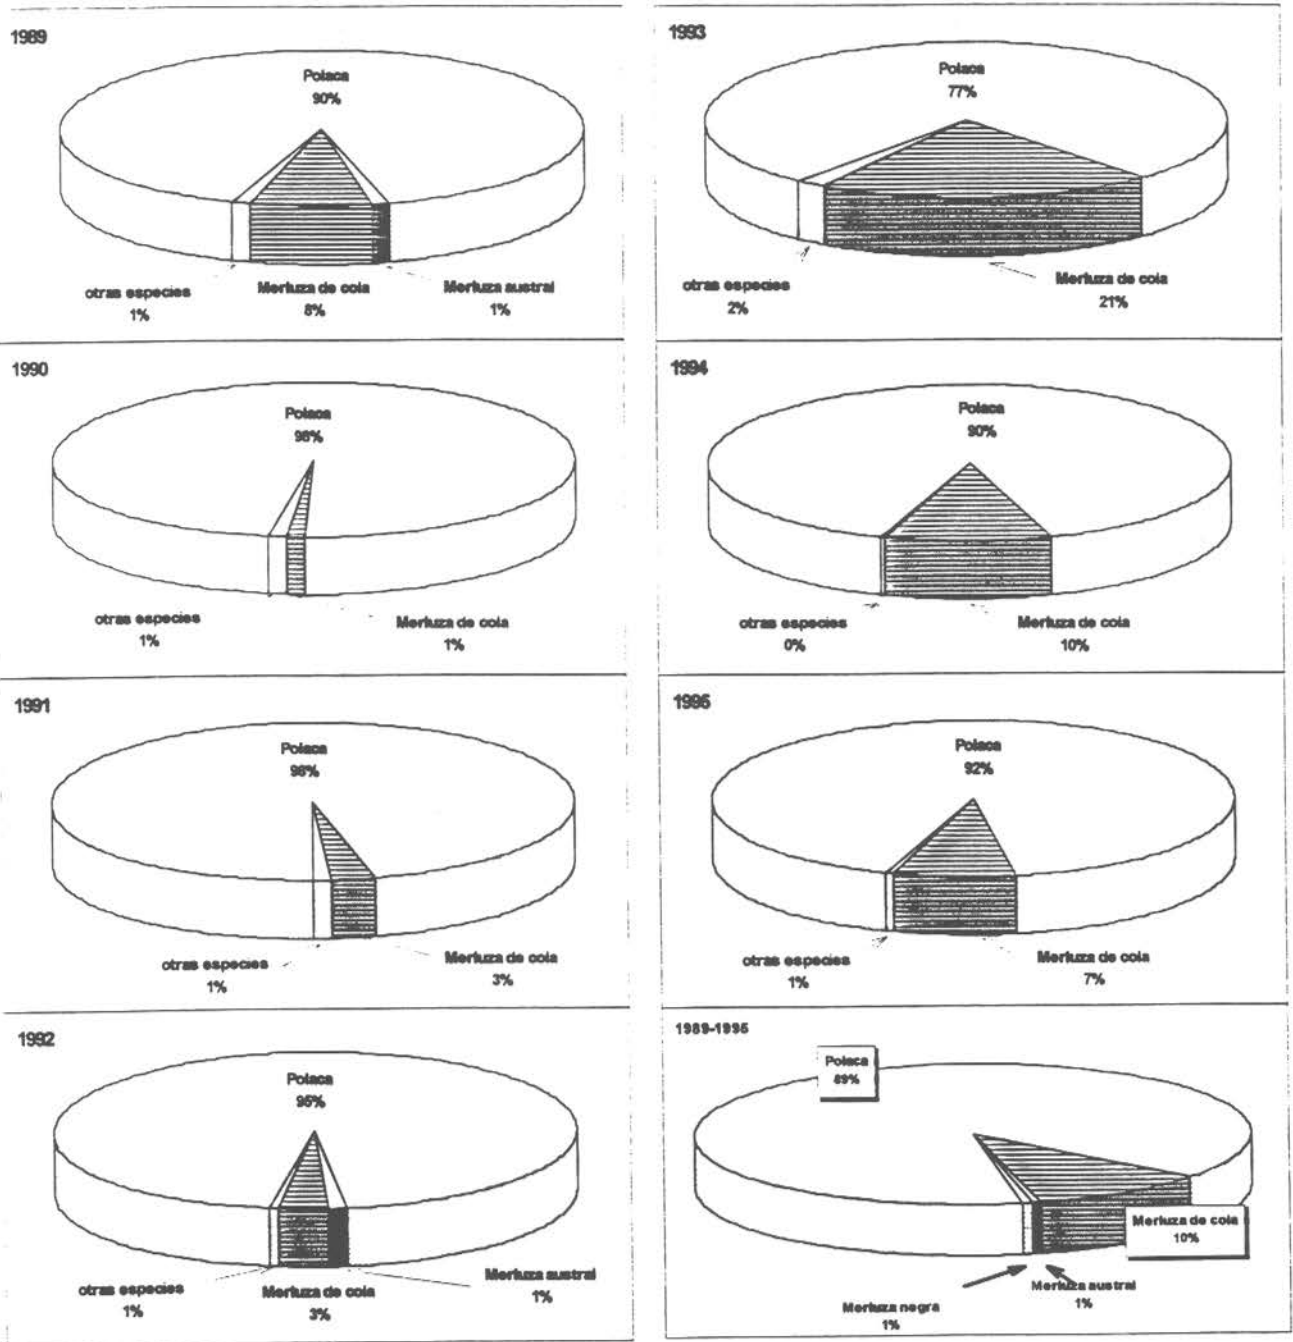 1989
Polaca
90%
otras especies
1%
Merluza de cola
8%
Merluza austral
1%
1990
Polaca
98%
otras especies
1%
Merluza de cola
1%
1991
Polaca
96%
otras especies
1%
Merluza de cola
3%
1992
Polaca
95%
otras especies
1%
Merluza de cola
3%
Merluza austral
1%
1993
Polaca
77%
otras especies
2%
Merluza de cola
21%
1994
Polaca
90%
otras especies
0%
Merluza de cola
10%
1995
Polaca
92%
otras especies
1%
Merluza de cola
7%
1989-1995
Polaca
89%
Merluza de cola
10%
Merluza austral
1%
Merluza negra
1%